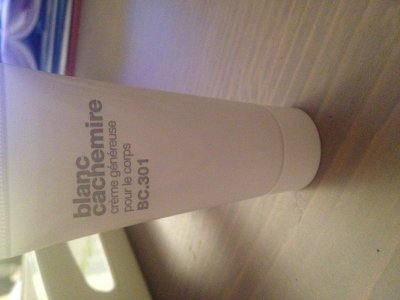 blanc
cachemire
crème généreuse
pour le corps
BC.301